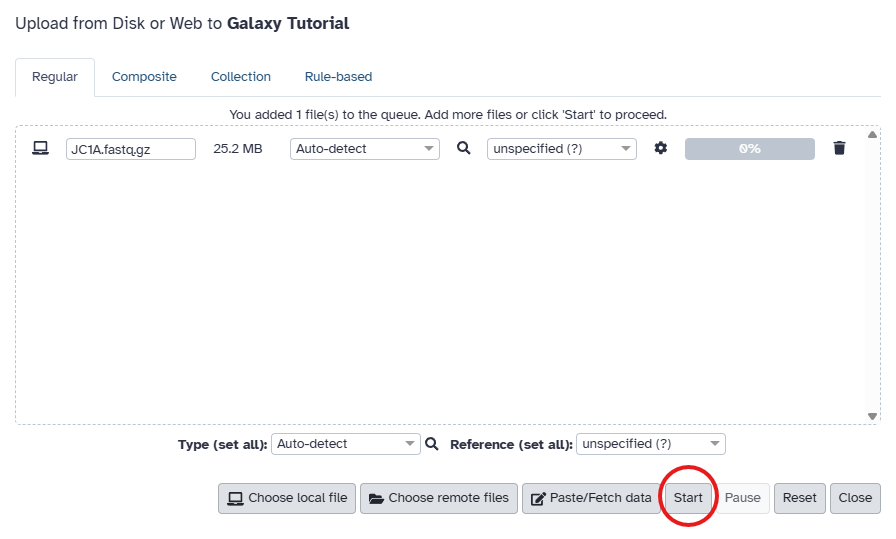 Upload from Disk or Web to Galaxy Tutorial
Regular Composite Collection Rule-based
You added 1 file(s) to the queue. Add more files or click 'Start' to proceed.
JC1A.fastq.gz 25.2 MB Auto-detect unspecified (?) 0%
Type (set all): Auto-detect Reference (set all): unspecified (?)
Choose local file Choose remote files Paste/Fetch data Start Pause Reset Close